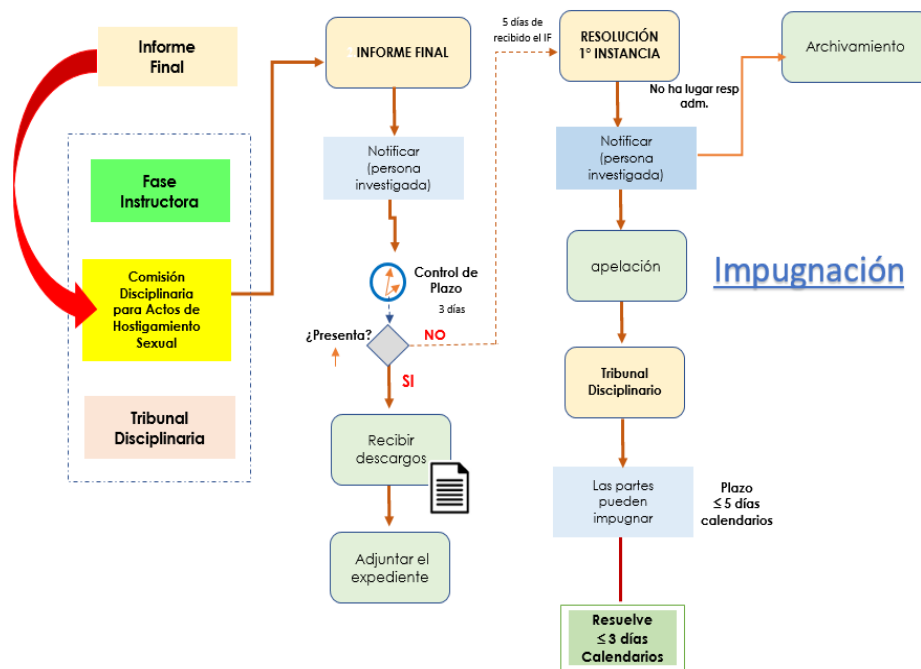 Informe
Final
Fase
Instructora
Comisión
Disciplinaria
para Actos de
Hostigamiento
Sexual
Tribunal
Disciplinaria
INFORME FINAL
Notificar
(persona
investigada)
Control de
Plazo
3 días
¿Presenta?
NO
SI
Recibir
descargos
Adjuntar el
expediente
5 días de
recibido el IF
RESOLUCIÓN
1° INSTANCIA
No ha lugar resp
adm.
Archivamiento
Notificar
(persona
investigada)
apelación
Impugnación
Tribunal
Disciplinario
Las partes
pueden
impugnar
Plazo
≤ 5 días
calendarios
Resuelve
≤ 3 días
Calendarios